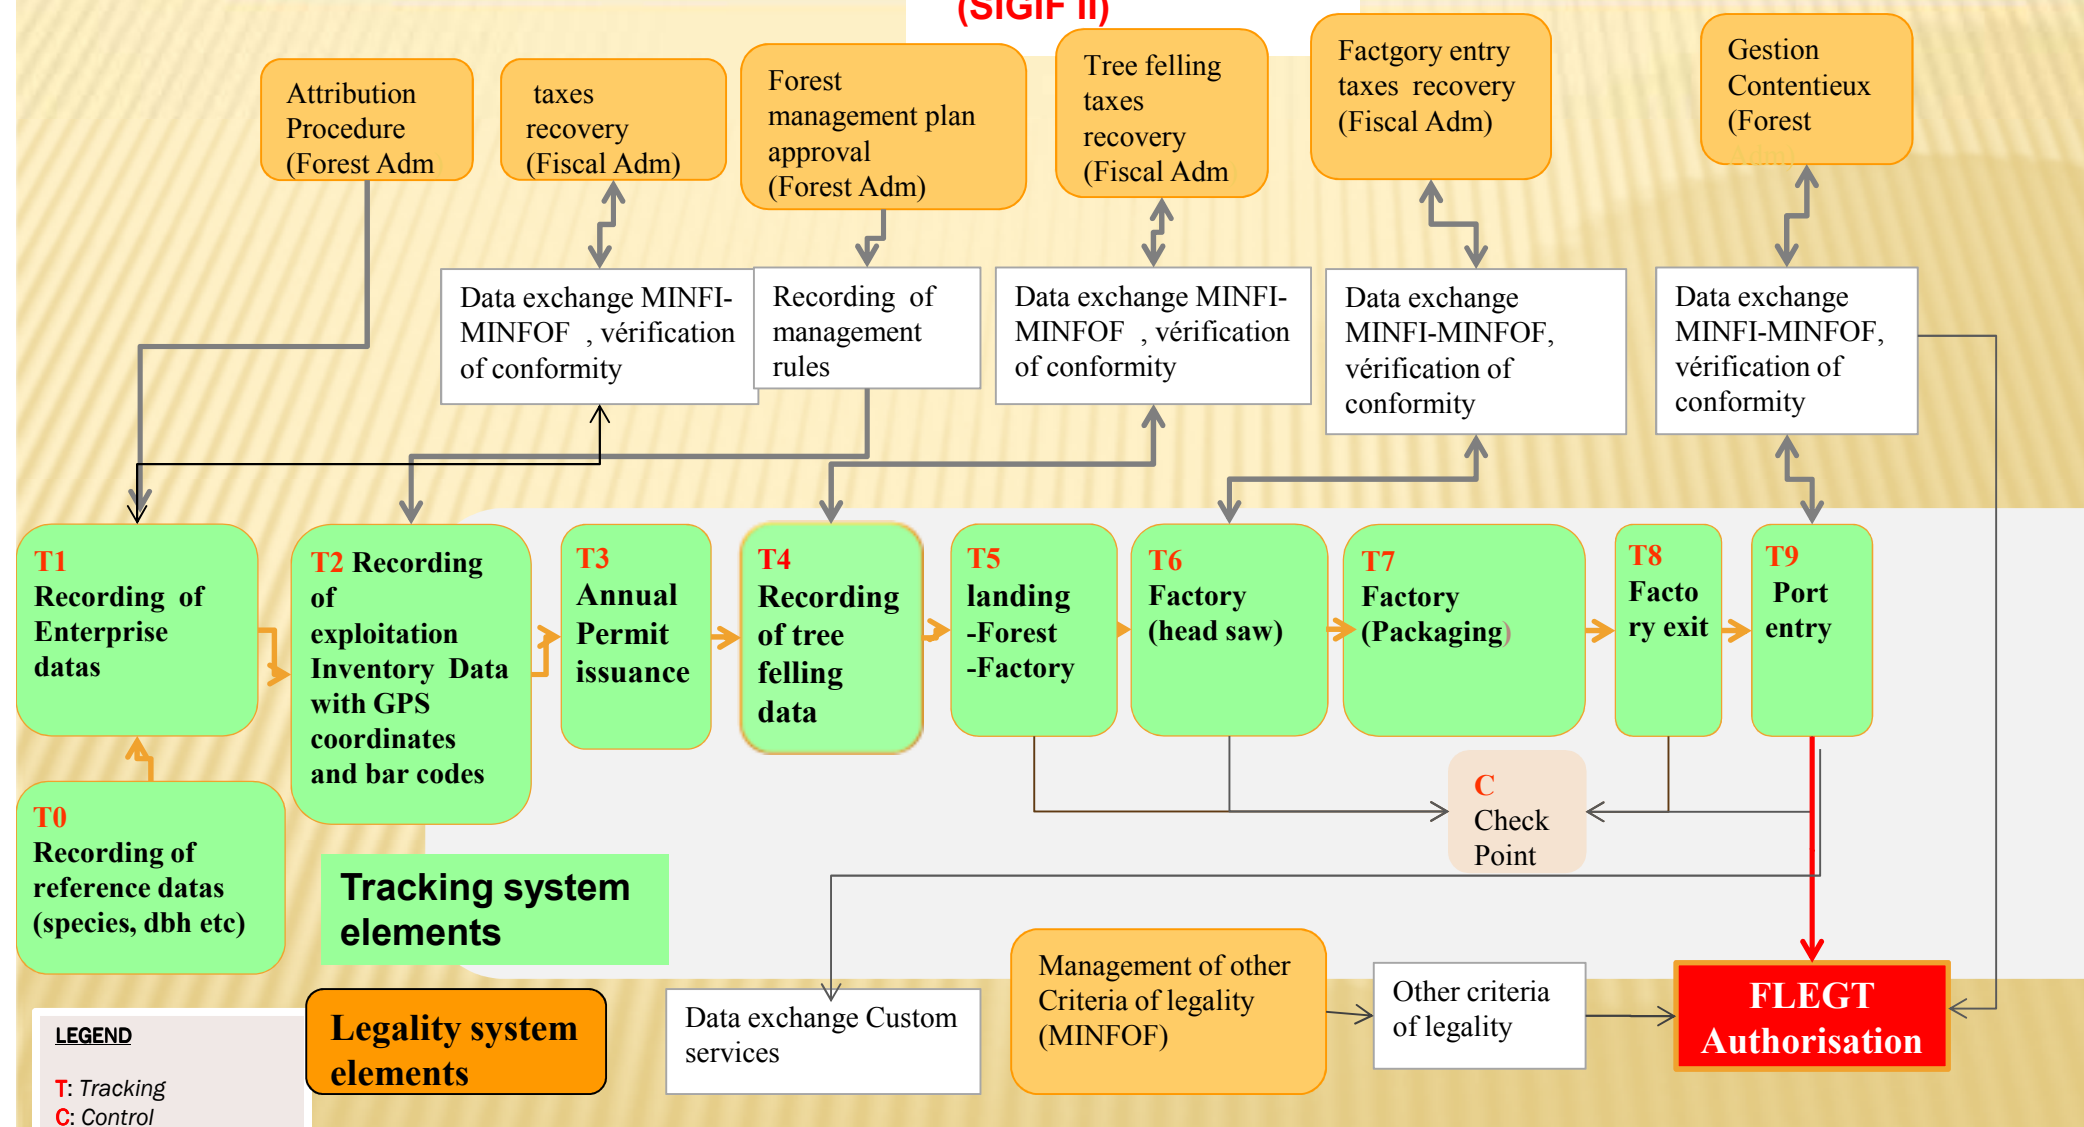 (SIGIF II)
Attribution
Procedure
(Forest Adm
taxes
recovery
(Fiscal Adm)
Forest
management plan
approval
(Forest Adm)
Tree felling
taxes
recovery
(Fiscal Adm
Factgory entry
taxes recovery
(Fiscal Adm)
Gestion
Contentieux
(Forest
Adm)
Data exchange MINFI-
MINFOF , vérification
of conformity
Recording of
management
rules
Data exchange MINFI-
MINFOF , vérification
of conformity
Data exchange
MINFI-MINFOF,
vérification of
conformity
Data exchange
MINFI-MINFOF,
vérification of
conformity
T1
Recording of
Enterprise
datas
T2 Recording
of
exploitation
Inventory Data
with GPS
coordinates
and bar codes
T3
Annual
Permit
issuance
T4
Recording
of tree
felling
data
T5
landing
-Forest
-Factory
T6
Factory
(head saw)
T7
Factory
(Packaging)
T8
Facto
ry exit
T9
Port
entry
T0
Recording of
reference datas
(species, dbh etc)
C
Check
Point
Tracking system
elements
Legality system
elements
Data exchange Custom
services
Management of other
Criteria of legality
(MINFOF)
Other criteria
of legality
FLEGT
Authorisation
LEGEND
T: Tracking
C: Control